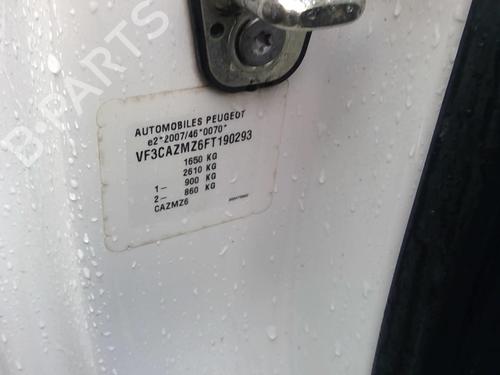 B-PARTS
AUTOMOBILES PEUGEOT
e2*2007/46*0070*
VF3CAZMZ6FT190293
1650 KG
2610 KG
1- 900 KG
2- 860 KG
CAZMZ6